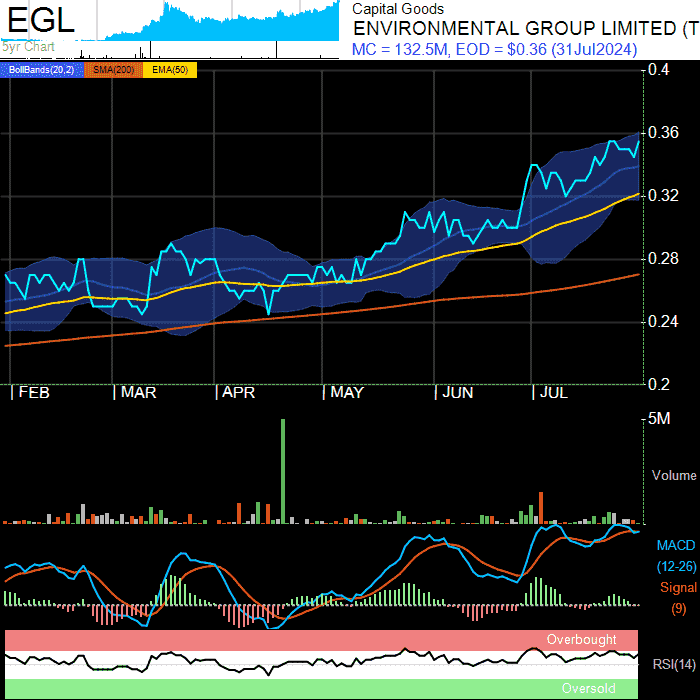 EGL
5yr Chart
Capital Goods
ENVIRONMENTAL GROUP LIMITED (T
MC = 132.5M, EOD = $0.36 (31Jul2024)
BollBands(20,2) SMA(200) EMA(50)
0.4
0.36
0.32
0.28
0.24
0.2
FEB MAR APR MAY JUN JUL
5M
Volume
MACD
(12-26)
Signal
(9)
Overbought
RSI(14)
Oversold